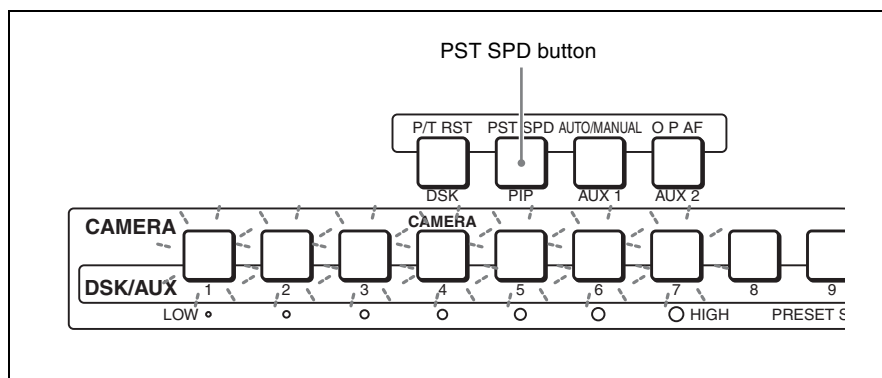 PST SPD button
P/T RST PST SPD AUTO/MANUAL O P AF
DSK PIP AUX 1 AUX 2
CAMERA CAMERA
DSK/AUX 1 2 3 4 5 6 7 8 9
LOW HIGH PRESET S